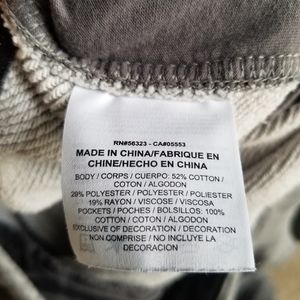 RN#56323 - CA#05553
MADE IN CHINA/FABRIQUE EN
CHINE/HECHO EN CHINA
BODY / CORPS / CUERPO: 52% COTTON /
COTON / ALGODON
29% POLYESTER / POLYESTER / POLIESTER
19% RAYON / VISCOSE / VISCOSA
POCKETS / POCHES / BOLSILLOS: 100%
COTTON / COTON / ALGODON
EXCLUSIVE OF DECORATION / DECORATION
NON COMPRISE / NO INCLUYE LA
DECORACION